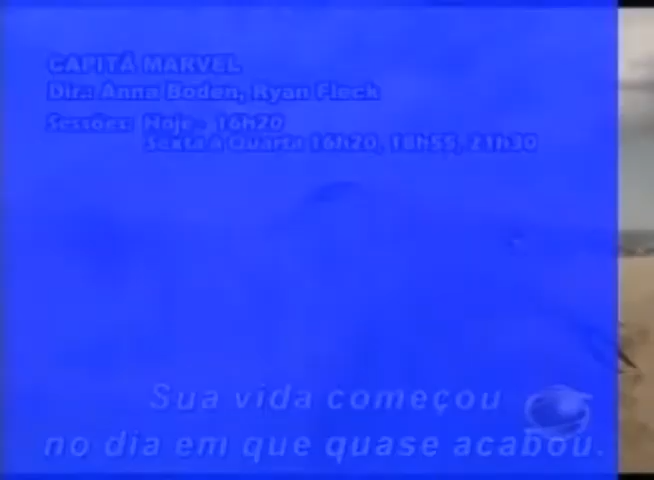 CAPITÃ MARVEL
Dir.: Anna Boden, Ryan Fleck
Sessões: Hoje - 16h20
Sexta à Quarta 16h20, 18h55, 21h30
Sua vida começou
no dia em que quase acabou.